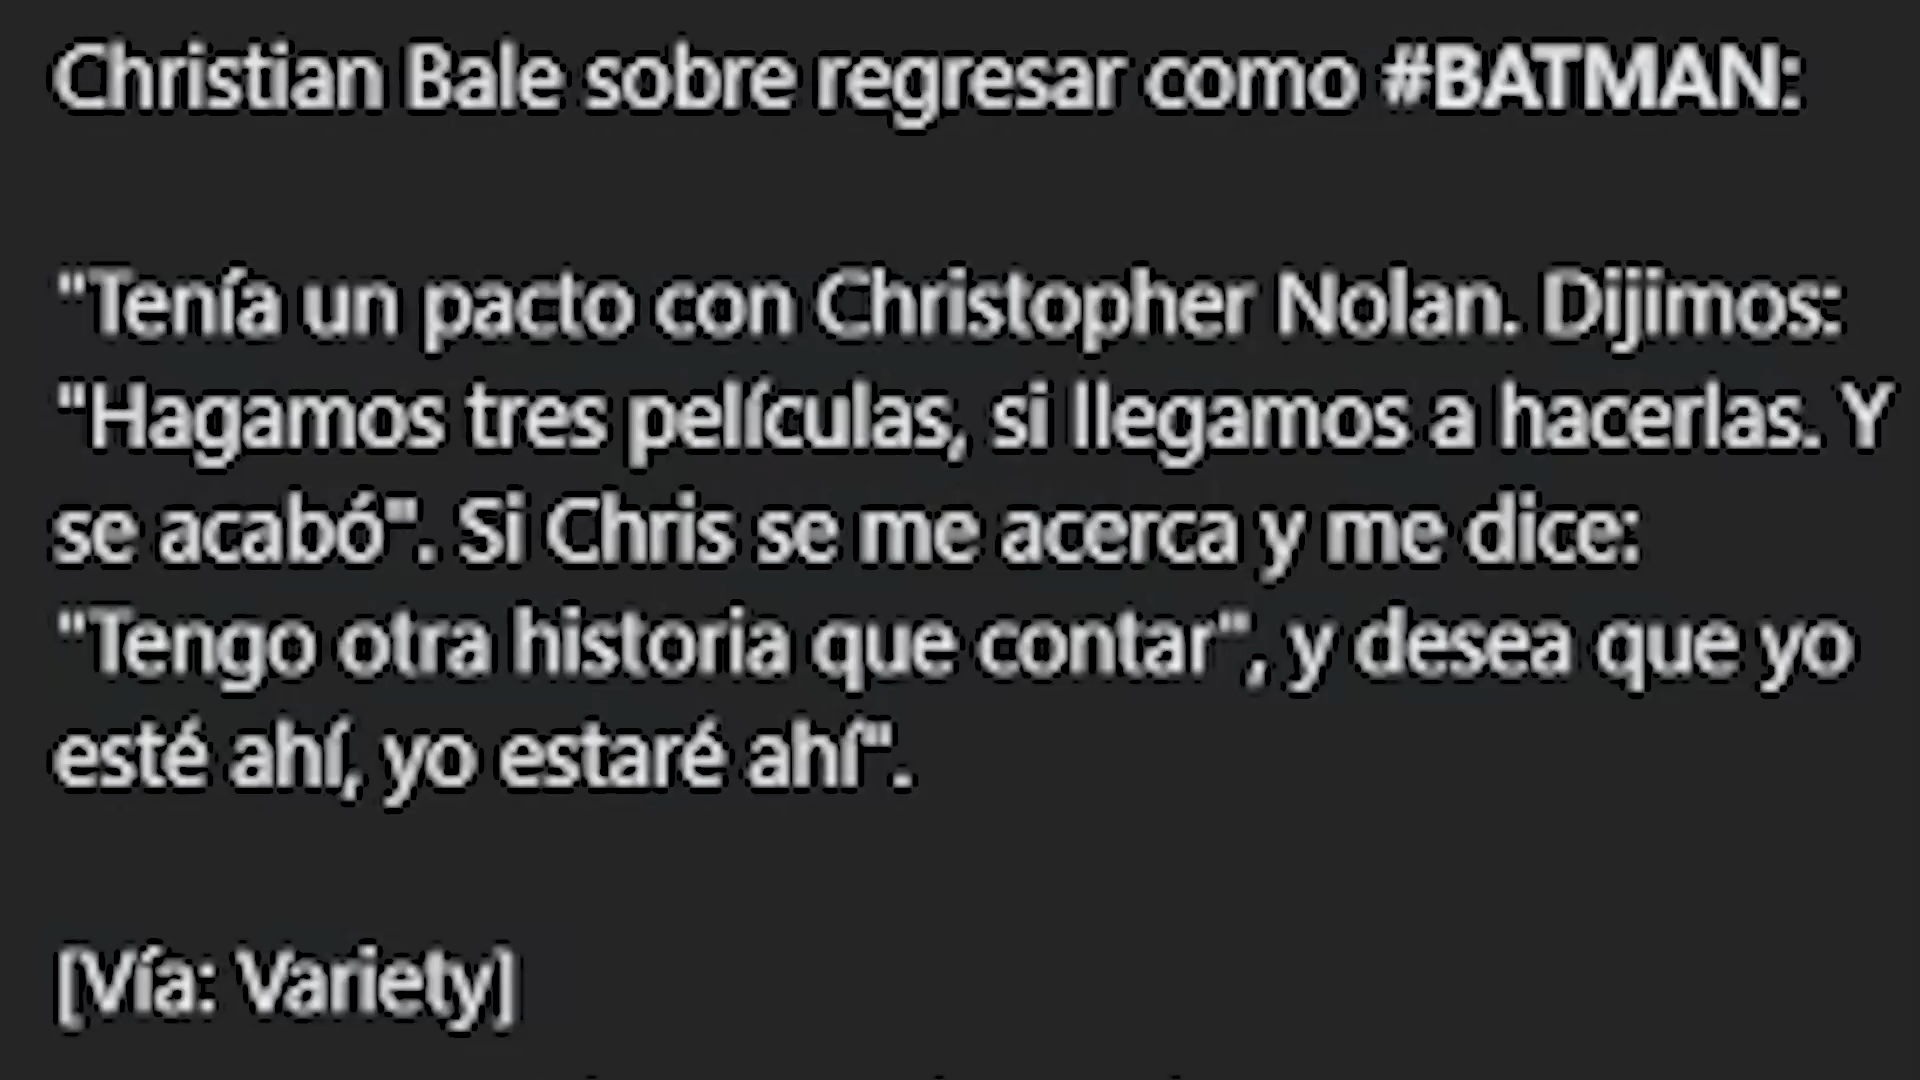 Christian Bale sobre regresar como #BATMAN:
"Tenía un pacto con Christopher Nolan. Dijimos:
"Hagamos tres películas, si llegamos a hacerlas. Y
se acabó". Si Chris se me acerca y me dice:
"Tengo otra historia que contar", y desea que yo
esté ahí, yo estaré ahí".
[Vía: Variety]